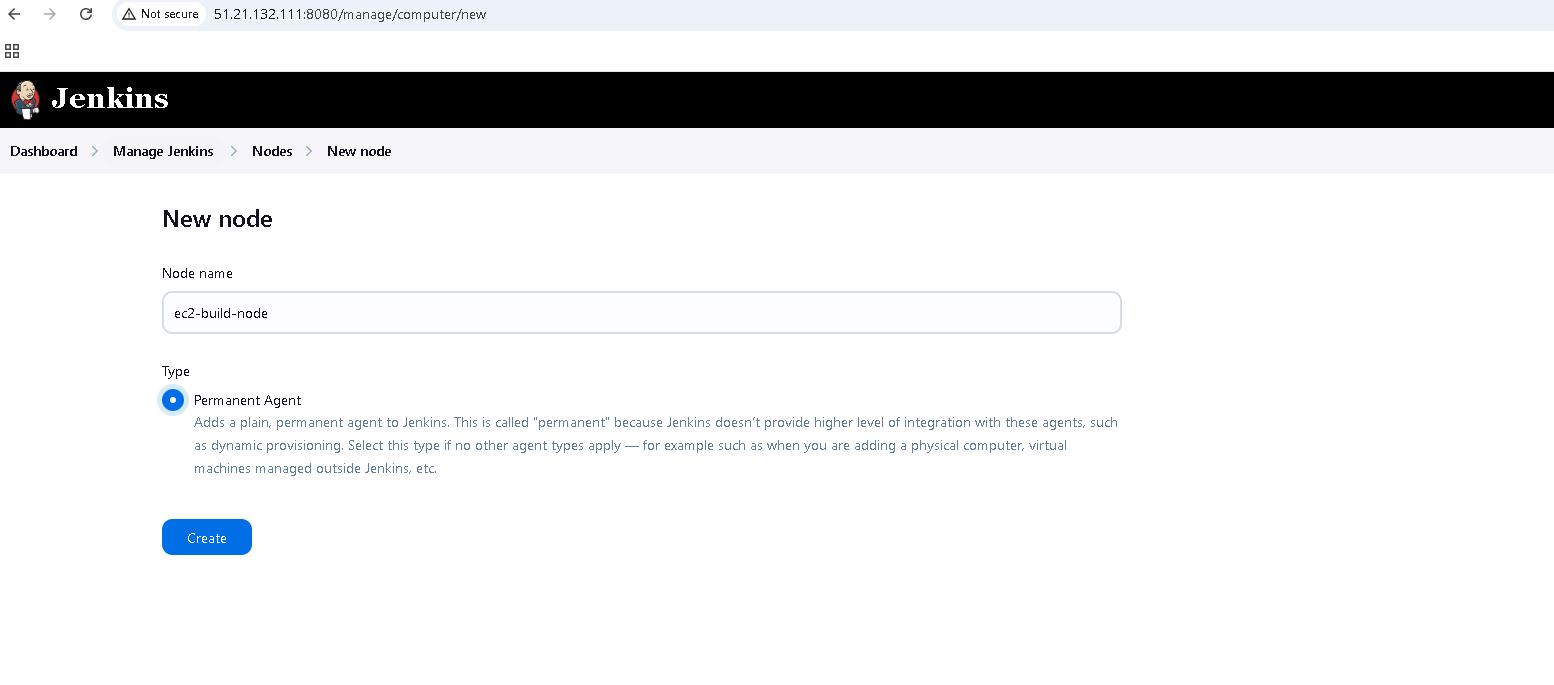 Not secure 51.21.132.111:8080/manage/computer/new
Jenkins
Dashboard Manage Jenkins Nodes New node
New node
Node name
ec2-build-node
Type
Permanent Agent
Adds a plain, permanent agent to Jenkins. This is called "permanent" because Jenkins doesn't provide higher level of integration with these agents, such
as dynamic provisioning. Select this type if no other agent types apply — for example such as when you are adding a physical computer, virtual
machines managed outside Jenkins, etc.
Create